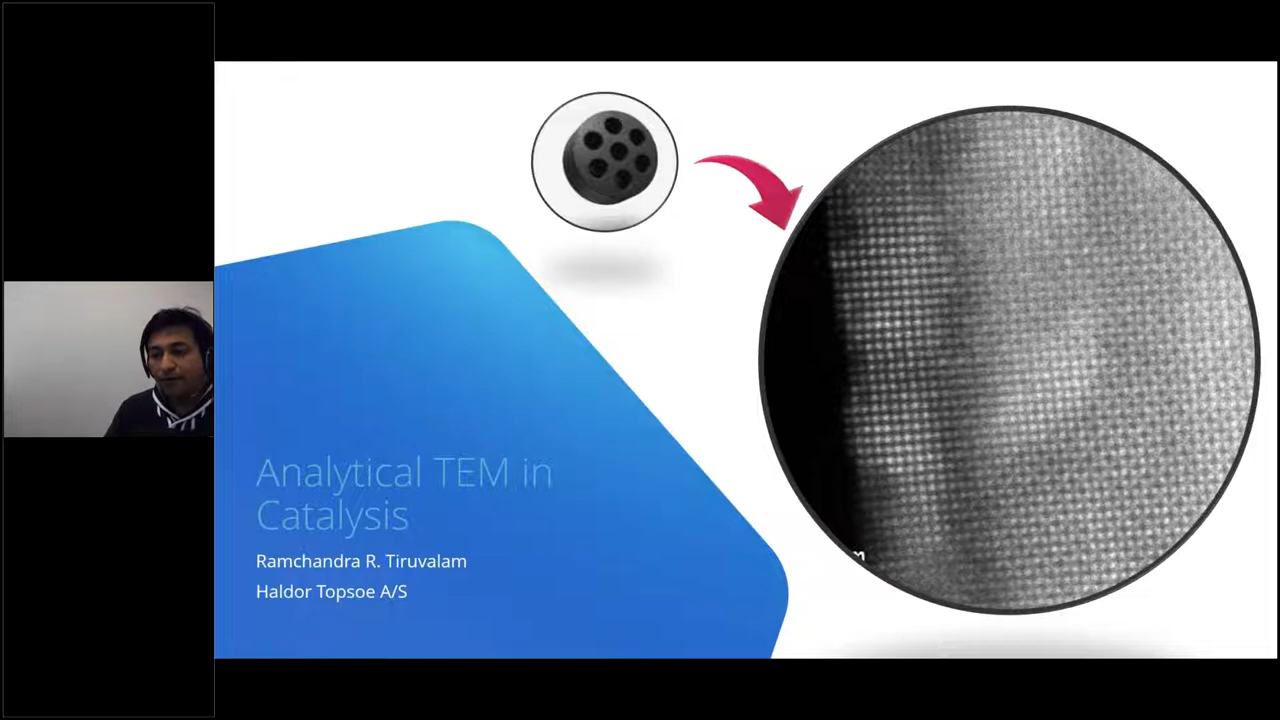 Analytical TEM in
Catalysis
Ramchandra R. Tiruvalam
Haldor Topsoe A/S